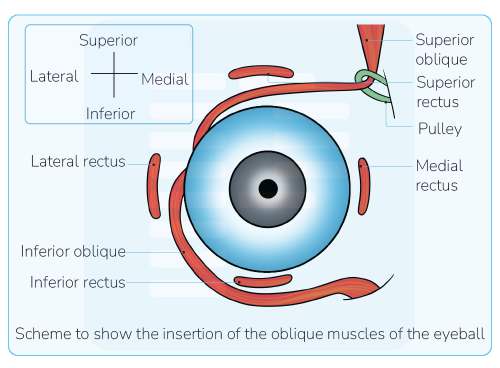 Superior
Lateral
Medial
Inferior
Superior
oblique
Superior
rectus
Pulley
Lateral rectus
Medial
rectus
Inferior oblique
Inferior rectus
Scheme to show the insertion of the oblique muscles of the eyeball